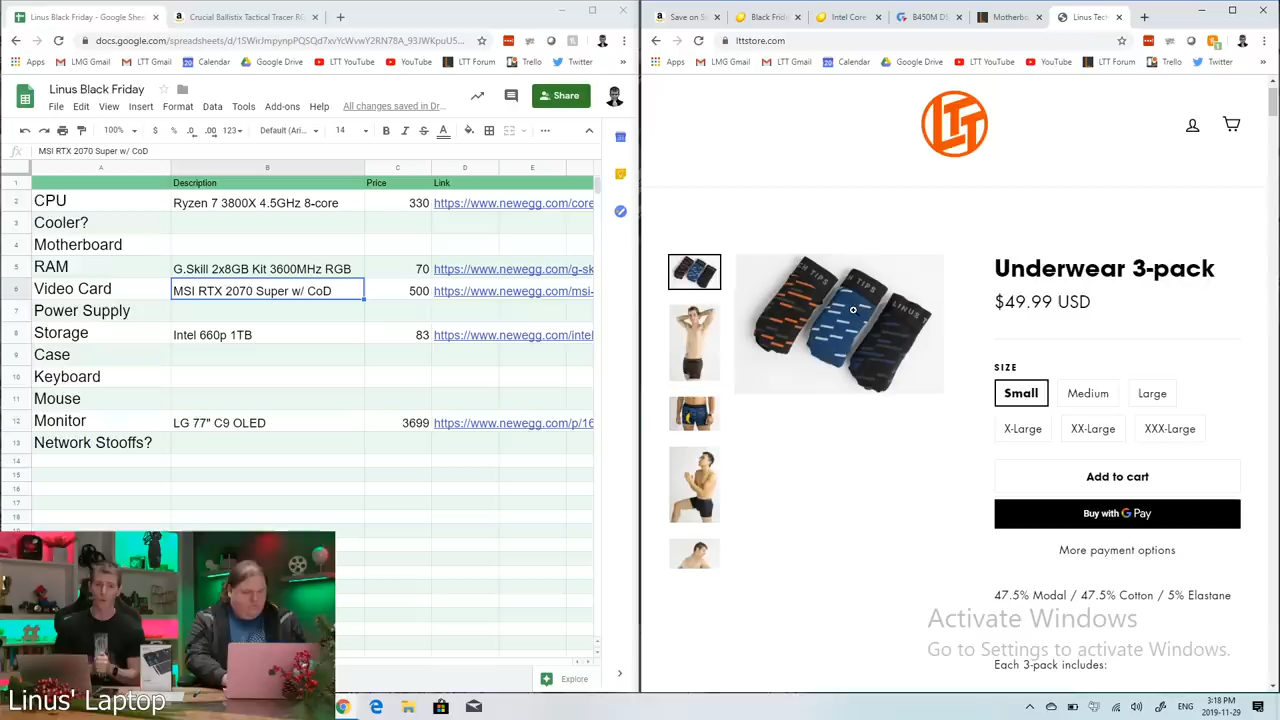 Linus Black Friday - Google Shee
Crucial Ballistix Tactical Tracer RG
docs.google.com/spreadsheets/d/1SWirJmpynpPQSQd7xvYcWvwY2RN78A_93JWKpuU5...
Apps
LMG Gmail
LTT Gmail
Calendar
Google Drive
YouTube
YouTube
LTT Forum
Trello
Twitter
»
Linus Black Friday
File Edit View Insert Format Data Tools Add-ons Help All changes saved in Dr...
Share
100% $ % .0 .00 123 Default (Ari... 14 B I S A
fx MSI RTX 2070 Super w/ CoD
A B C D E
1 Description Price Link
2 CPU Ryzen 7 3800X 4.5GHz 8-core 330 https://www.newegg.com/core
3 Cooler?
4 Motherboard
5 RAM G.Skill 2x8GB Kit 3600MHz RGB 70 https://www.newegg.com/g-sk
6 Video Card MSI RTX 2070 Super w/ CoD 500 https://www.newegg.com/msi-
7 Power Supply
8 Storage Intel 660p 1TB 83 https://www.newegg.com/intel
9 Case
10 Keyboard
11 Mouse
12 Monitor LG 77" C9 OLED 3699 https://www.newegg.com/p/16
13 Network Stooffs?
14
15
16
17
18
Explore
Linus' Laptop
Save on S
Black Frid
Intel Core
B450M DS
Motherb
Linus Tec
lttstore.com
Apps
LMG Gmail
LTT Gmail
Calendar
Google Drive
YouTube
YouTube
LTT Forum
Trello
Twitter
»
LTT
H TIPS
TECH TIPS
LINUS
Underwear 3-pack
$49.99 USD
SIZE
Small Medium Large
X-Large XX-Large XXX-Large
Add to cart
Buy with G Pay
More payment options
47.5% Modal / 47.5% Cotton / 5% Elastane
Activate Windows
Go to Settings to activate Windows.
Each 3-pack includes:
ENG
3:18 PM
2019-11-29